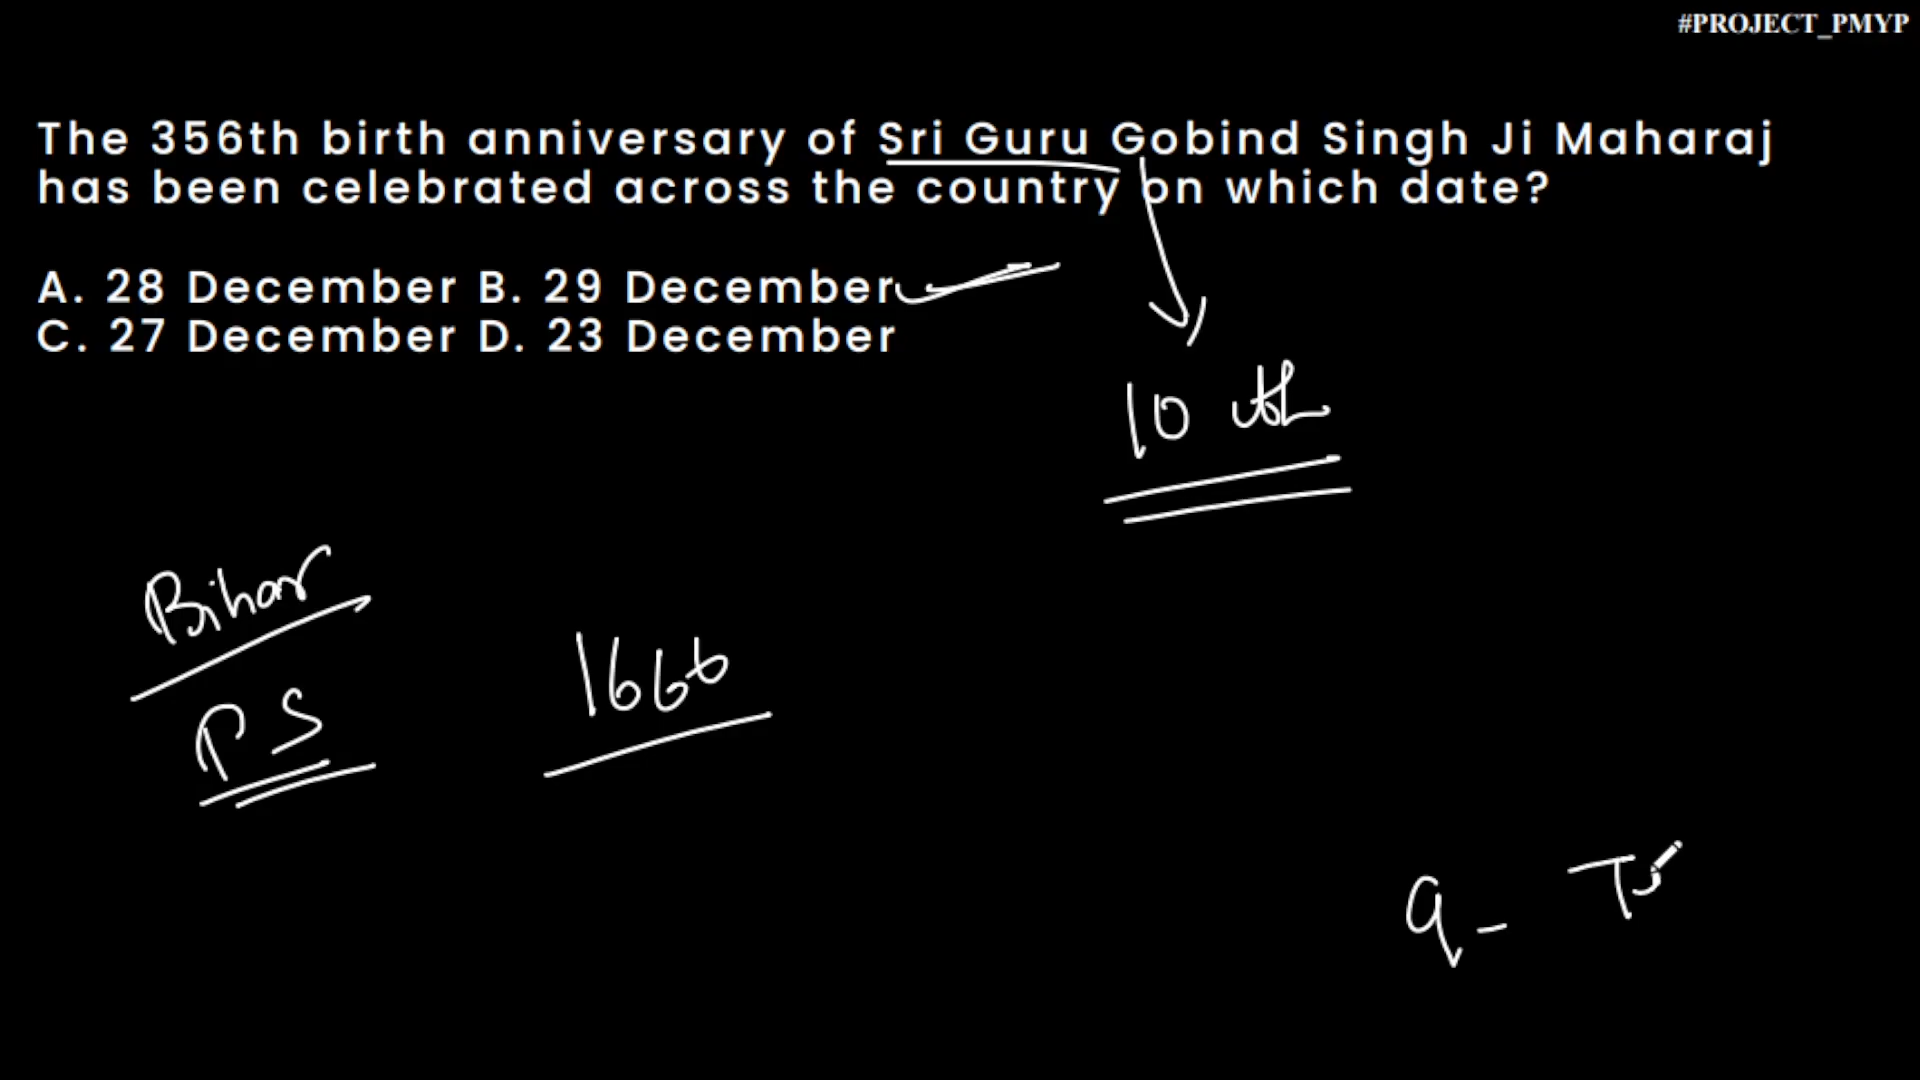 #PROJECT_PMYP
The 356th birth anniversary of Sri Guru Gobind Singh Ji Maharaj
has been celebrated across the country on which date?
A. 28 December B. 29 December
C. 27 December D. 23 December
10 th
Bihar
PS
1666
9 -